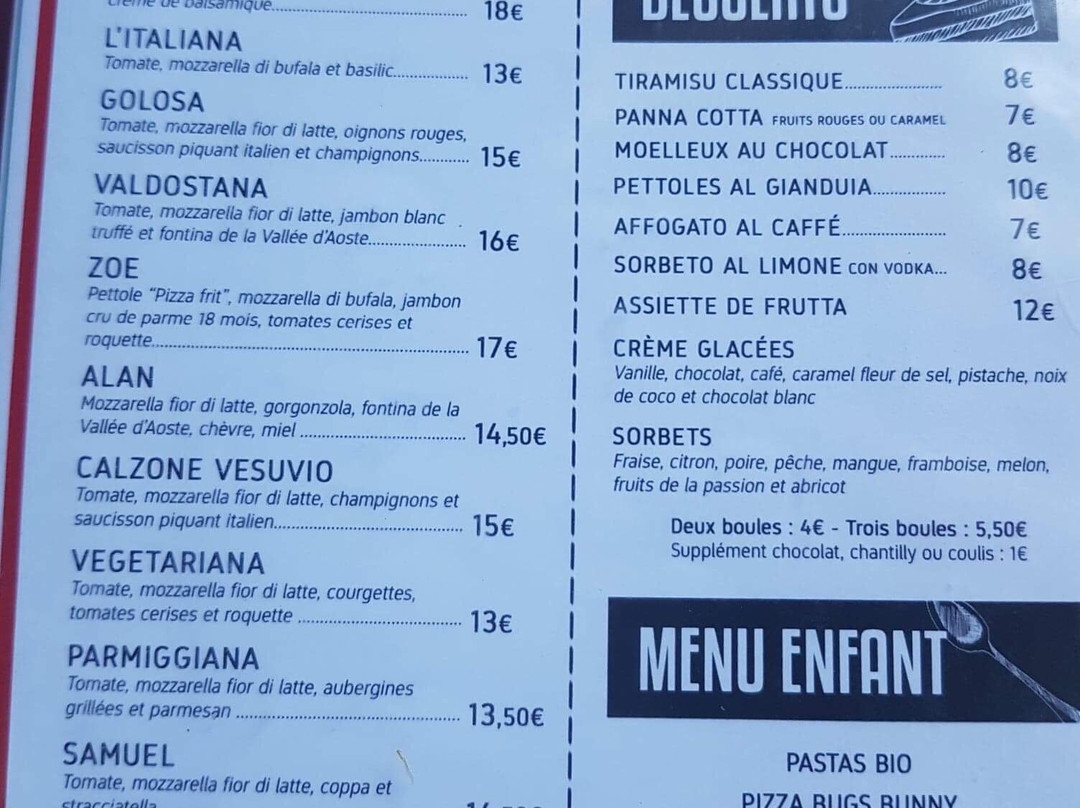 crème de balsamique................ 18€
L'ITALIANA
Tomate, mozzarella di bufala et basilic................ 13€
GOLOSA
Tomate, mozzarella fior di latte, oignons rouges,
saucisson piquant italien et champignons........... 15€
VALDOSTANA
Tomate, mozzarella fior di latte, jambon blanc
truffé et fontina de la Vallée d'Aoste...................... 16€
ZOE
Pettole "Pizza frit", mozzarella di bufala, jambon
cru de parme 18 mois, tomates cerises et
roquette.............. 17€
ALAN
Mozzarella fior di latte, gorgonzola, fontina de la
Vallée d'Aoste, chèvre, miel ................ 14,50€
CALZONE VESUVIO
Tomate, mozzarella fior di latte, champignons et
saucisson piquant italien................ 15€
VEGETARIANA
Tomate, mozzarella fior di latte, courgettes,
tomates cerises et roquette ................ 13€
PARMIGGIANA
Tomate, mozzarella fior di latte, aubergines
grillées et parmesan ................ 13,50€
SAMUEL
Tomate, mozzarella fior di latte, coppa et
stracciatella
DESSERTS
TIRAMISU CLASSIQUE................ 8€
PANNA COTTA FRUITS ROUGES OU CARAMEL 7€
MOELLEUX AU CHOCOLAT............. 8€
PETTOLES AL GIANDUIA................ 10€
AFFOGATO AL CAFFÉ................ 7€
SORBETO AL LIMONE CON VODKA... 8€
ASSIETTE DE FRUTTA 12€
CRÈME GLACÉES
Vanille, chocolat, café, caramel fleur de sel, pistache, noix
de coco et chocolat blanc
SORBETS
Fraise, citron, poire, pêche, mangue, framboise, melon,
fruits de la passion et abricot
Deux boules : 4€ - Trois boules : 5,50€
Supplément chocolat, chantilly ou coulis : 1€
MENU ENFANT
PASTAS BIO
PIZZA BUGS BUNNY